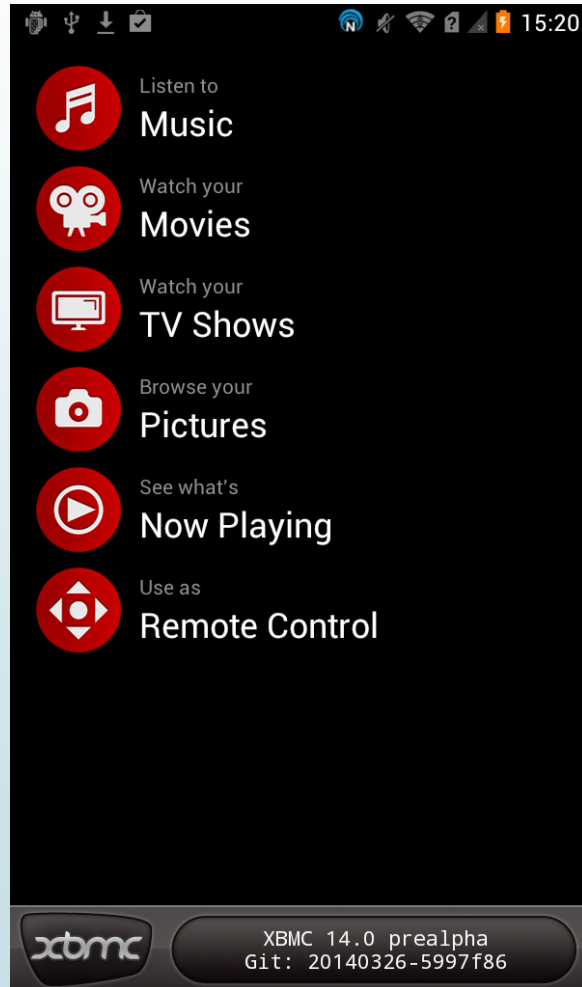 15:20
Listen to
Music
Watch your
Movies
Watch your
TV Shows
Browse your
Pictures
See what's
Now Playing
Use as
Remote Control
xbmc
XBMC 14.0 prealpha
Git: 20140326-5997f86